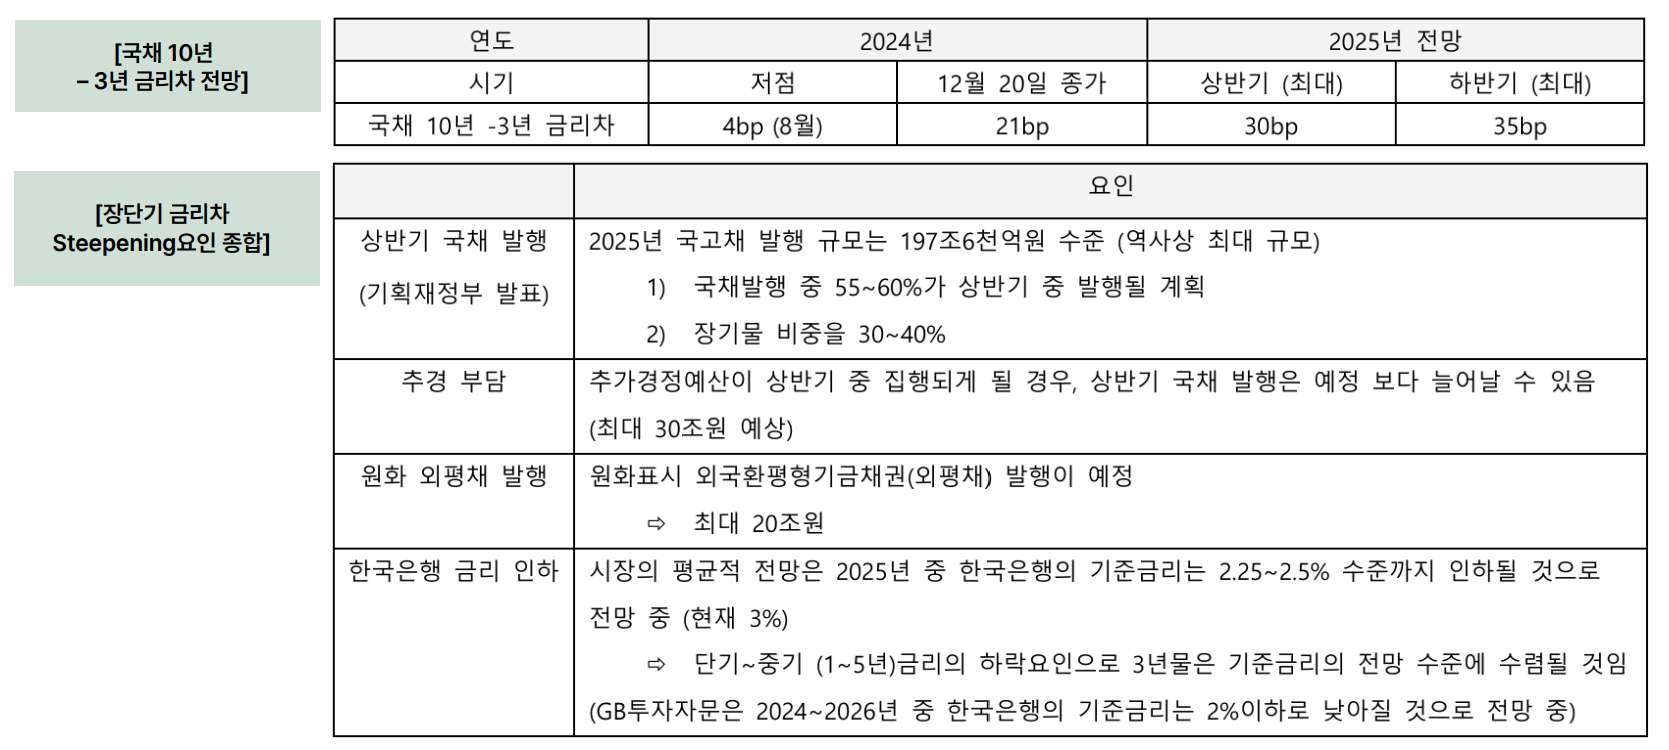 [국채 10년
– 3년 금리차 전망]
연도 2024년 2025년 전망
시기 저점 12월 20일 종가 상반기 (최대) 하반기 (최대)
국채 10년 -3년 금리차 4bp (8월) 21bp 30bp 35bp
[장단기 금리차
Steepening요인 종합]
요인
상반기 국채 발행
(기획재정부 발표)
2025년 국고채 발행 규모는 197조6천억원 수준 (역사상 최대 규모)
1) 국채발행 중 55~60%가 상반기 중 발행될 계획
2) 장기물 비중을 30~40%
추경 부담
추가경정예산이 상반기 중 집행되게 될 경우, 상반기 국채 발행은 예정 보다 늘어날 수 있음
(최대 30조원 예상)
원화 외평채 발행
원화표시 외국환평형기금채권(외평채) 발행이 예정
⇨ 최대 20조원
한국은행 금리 인하
시장의 평균적 전망은 2025년 중 한국은행의 기준금리는 2.25~2.5% 수준까지 인하될 것으로
전망 중 (현재 3%)
⇨ 단기~중기 (1~5년)금리의 하락요인으로 3년물은 기준금리의 전망 수준에 수렴될 것임
(GB투자자문은 2024~2026년 중 한국은행의 기준금리는 2%이하로 낮아질 것으로 전망 중)